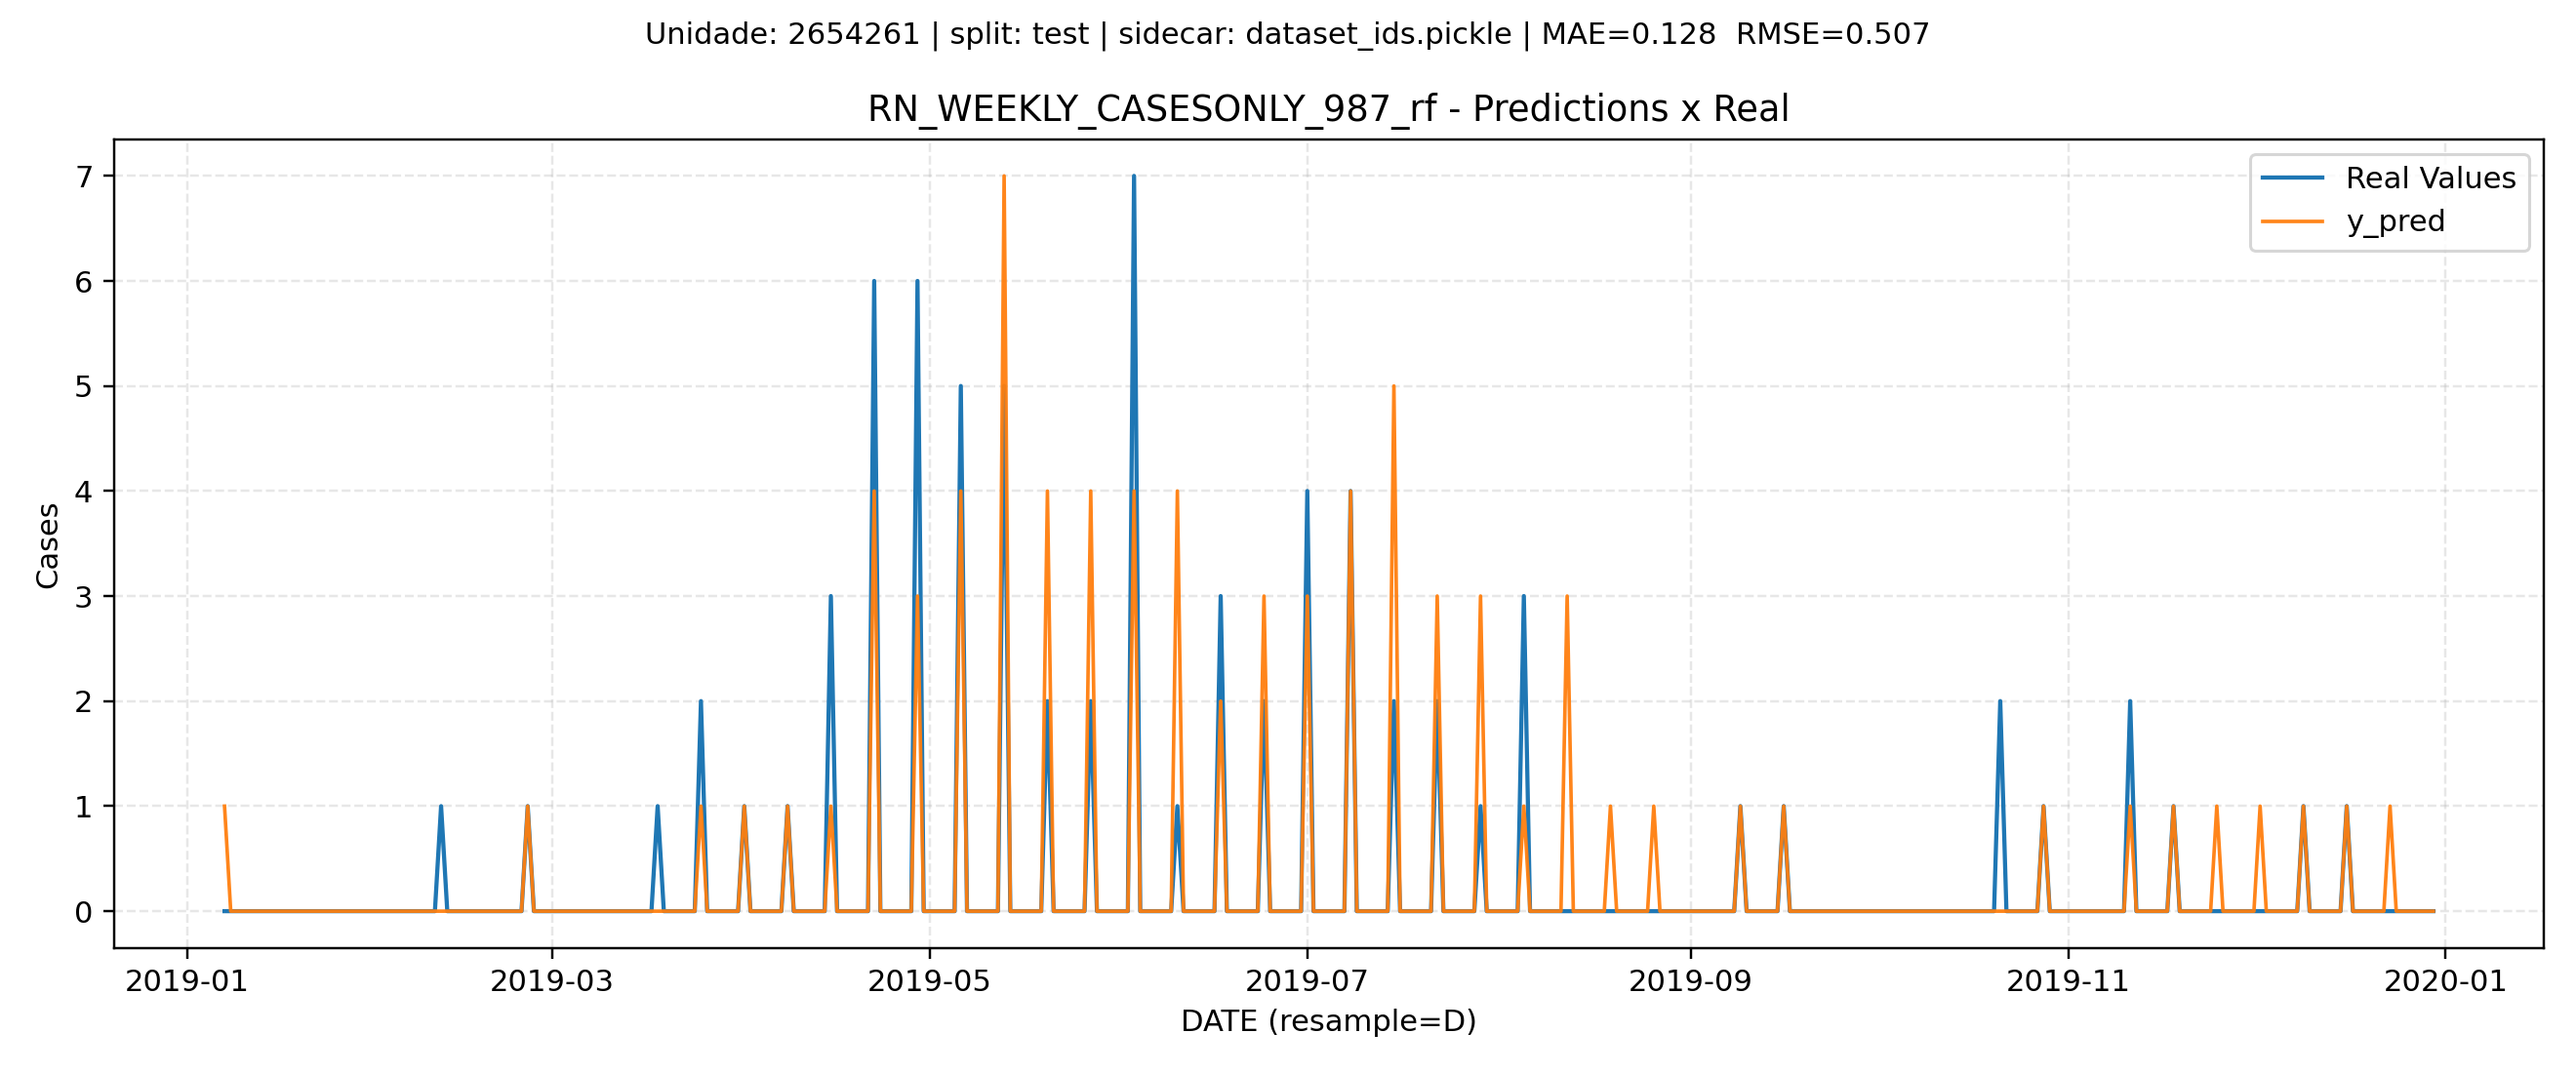 Unidade: 2654261 | split: test | sidecar: dataset_ids.pickle | MAE=0.128  RMSE=0.507
RN_WEEKLY_CASESONLY_987_rf - Predictions x Real
Real Values
y_pred
7
6
5
4
3
2
1
0
Cases
2019-01
2019-03
2019-05
2019-07
2019-09
2019-11
2020-01
DATE (resample=D)